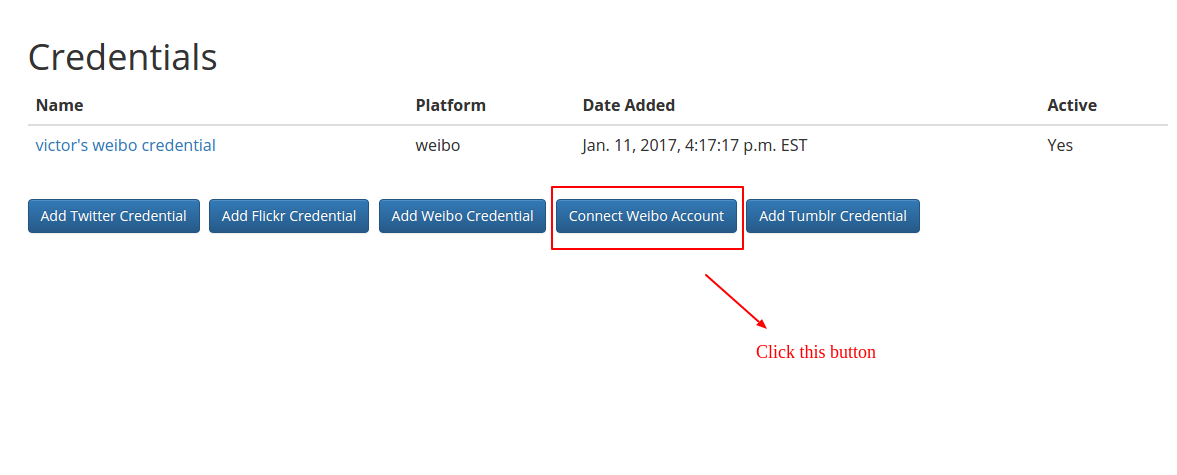 Credentials
Name Platform Date Added Active
victor's weibo credential weibo Jan. 11, 2017, 4:17:17 p.m. EST Yes
Add Twitter Credential Add Flickr Credential Add Weibo Credential Connect Weibo Account Add Tumblr Credential
Click this button